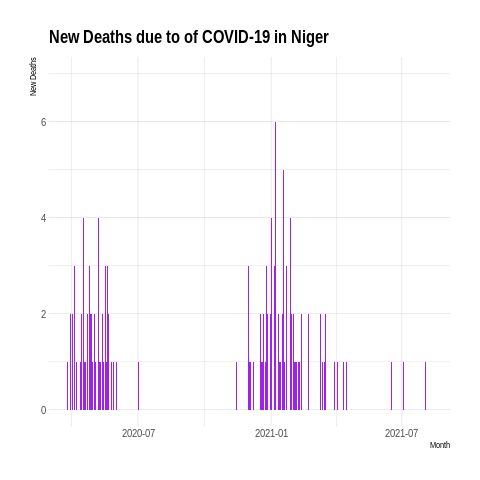 New Deaths due to of COVID-19 in Niger
New Deaths
6
4
2
0
2020-07 2021-01 2021-07
Month